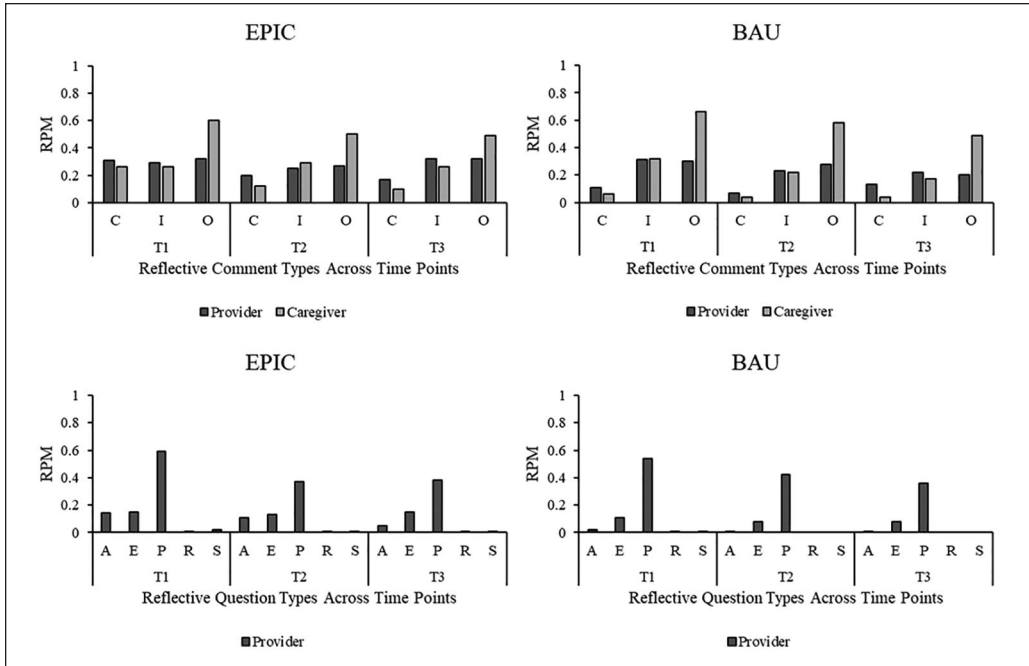 EPIC
1
0.8
0.6
0.4
0.2
0
RPM
C I O C I O C I O
T1 T2 T3
Reflective Comment Types Across Time Points
Provider Caregiver
BAU
1
0.8
0.6
0.4
0.2
0
RPM
C I O C I O C I O
T1 T2 T3
Reflective Comment Types Across Time Points
Provider Caregiver
EPIC
1
0.8
0.6
0.4
0.2
0
RPM
A E P R S A E P R S A E P R S
T1 T2 T3
Reflective Question Types Across Time Points
Provider
BAU
1
0.8
0.6
0.4
0.2
0
RPM
A E P R S A E P R S A E P R S
T1 T2 T3
Reflective Question Types Across Time Points
Provider